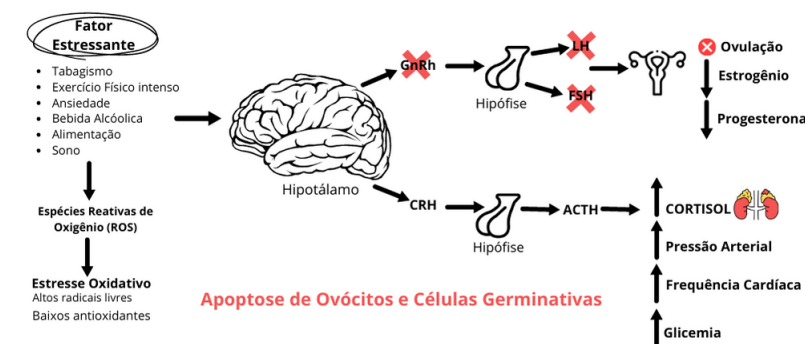 Fator
Estressante
Tabagismo
Exercício Físico intenso
Ansiedade
Bebida Alcóolica
Alimentação
Sono
Espécies Reativas de
Oxigênio (ROS)
Estresse Oxidativo
Altos radicais livres
Baixos antioxidantes
Hipotálamo
GnRh
Hipófise
LH
FSH
Ovulação
Estrogênio
Progesterona
CRH
Hipófise
ACTH
CORTISOL
Pressão Arterial
Frequência Cardíaca
Glicemia
Apoptose de Ovócitos e Células Germinativas